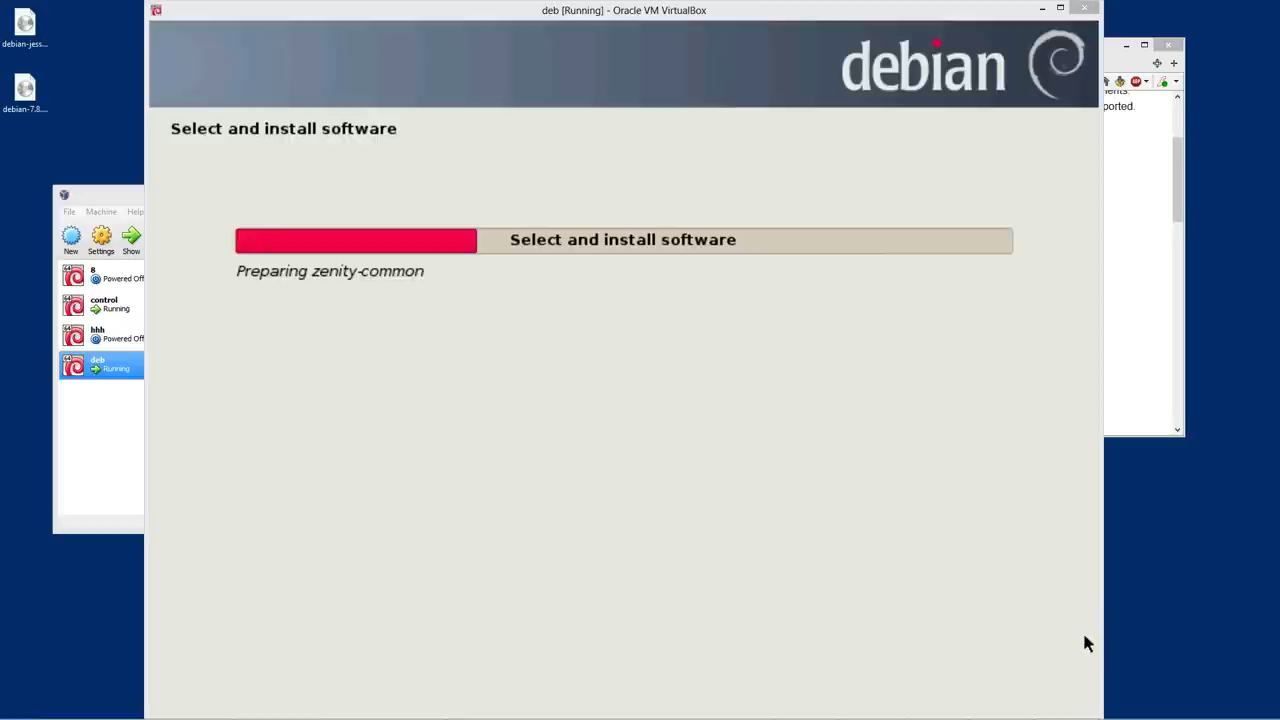 debian-jess...
debian-7.8....
deb [Running] - Oracle VM VirtualBox
debian
Select and install software
Select and install software
Preparing zenity-common
File Machine Help
New Settings Show
8
Powered Off
control
Running
hhh
Powered Off
deb
Running
ported.